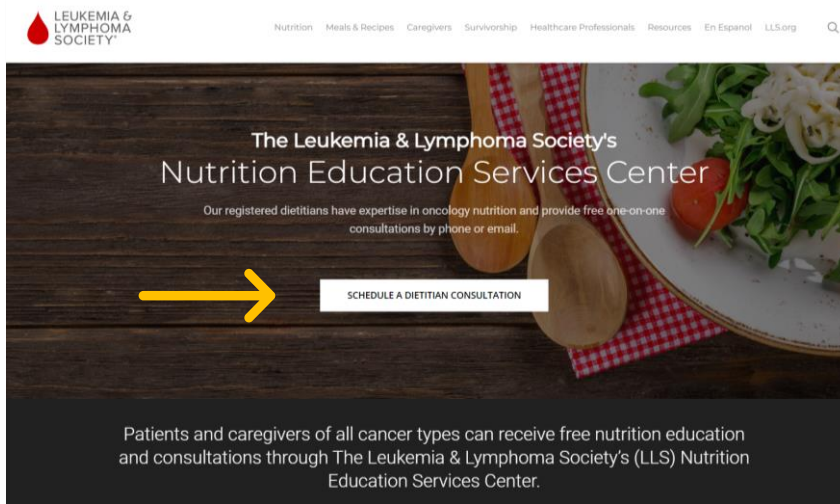 LEUKEMIA &
LYMPHOMA
SOCIETY®
Nutrition Meals & Recipes Caregivers Survivorship Healthcare Professionals Resources En Espanol LLS.org
The Leukemia & Lymphoma Society's
Nutrition Education Services Center
Our registered dietitians have expertise in oncology nutrition and provide free one-on-one
consultations by phone or email.
SCHEDULE A DIETITIAN CONSULTATION
Patients and caregivers of all cancer types can receive free nutrition education
and consultations through The Leukemia & Lymphoma Society's (LLS) Nutrition
Education Services Center.